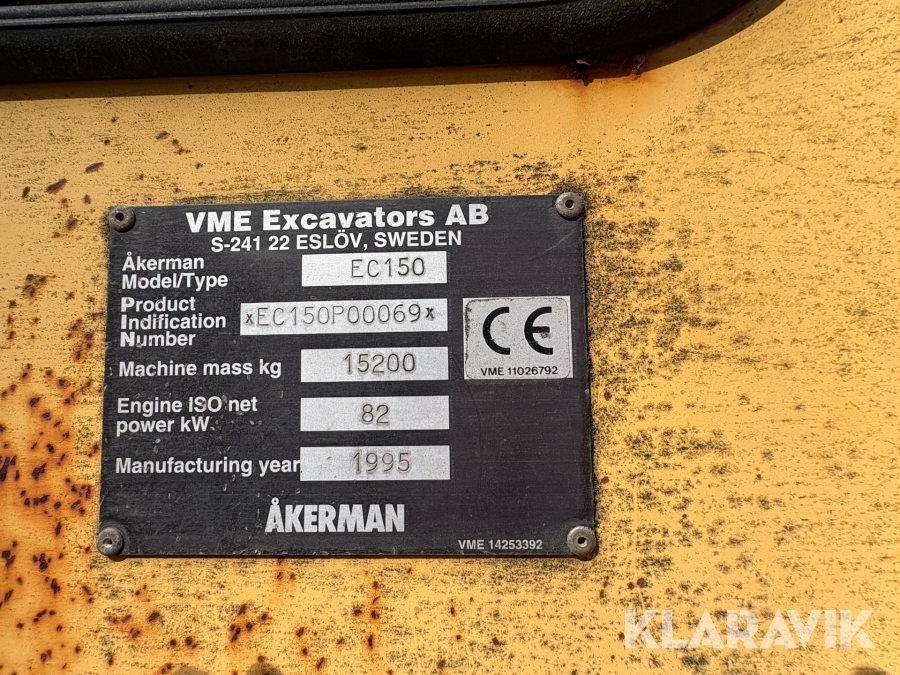 VME Excavators AB
S-241 22 ESLÖV, SWEDEN
Åkerman
Model/Type
EC150
Product
Indification
Number
*EC150P00069*
Machine mass kg
15200
Engine ISO net
power kW.
82
Manufacturing year
1995
CE
VME 11026792
ÅKERMAN
VME 14253392
KLARAVIK